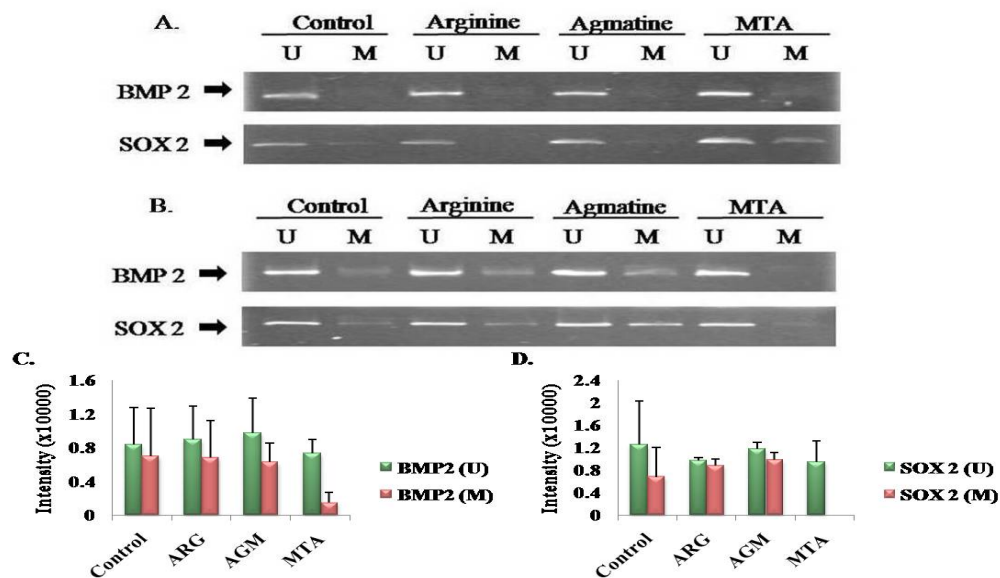 A.
Control Arginine Agmatine MTA
U M U M U M U M
BMP 2
SOX 2
B.
Control Arginine Agmatine MTA
U M U M U M U M
BMP 2
SOX 2
C.
Intensity (x10000)
1.6
1.2
0.8
0.4
0
Control ARG AGM MTA
BMP2 (U)
BMP2 (M)
D.
Intensity (x10000)
2.4
2
1.6
1.2
0.8
0.4
0
Control ARG AGM MTA
SOX 2 (U)
SOX 2 (M)